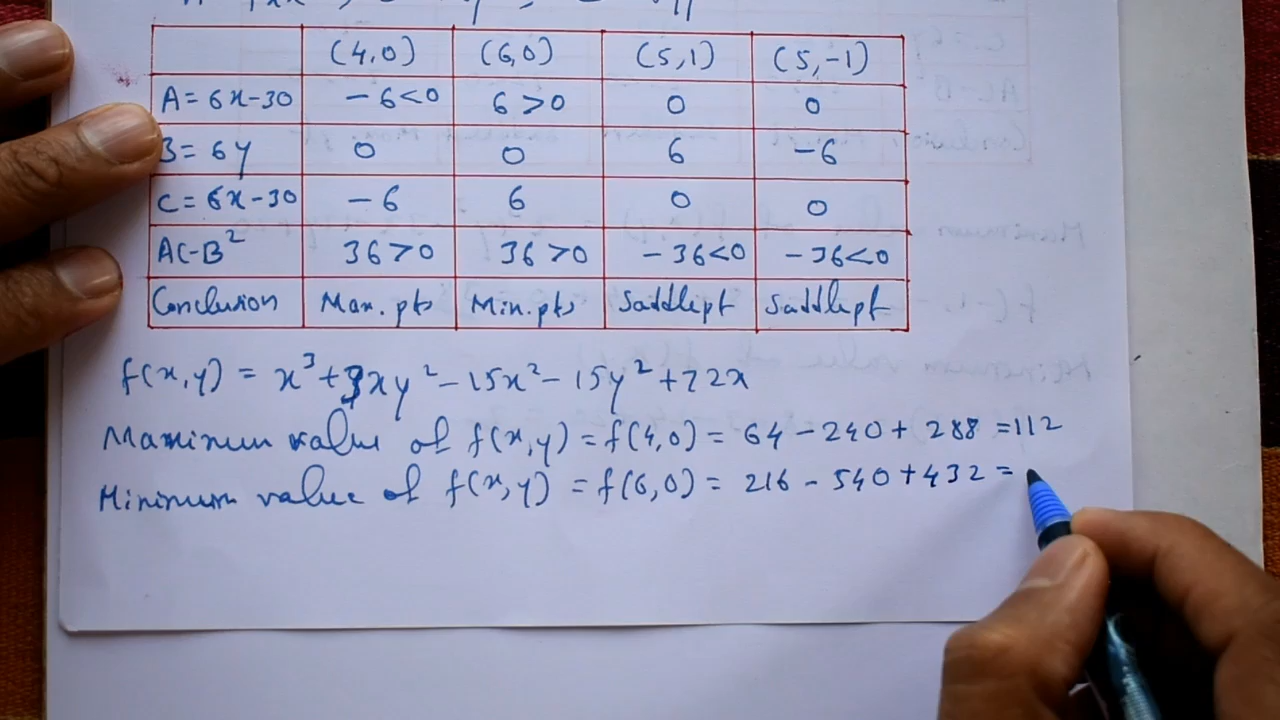 (4,0) (6,0) (5,1) (5,-1)
A = 6x-30 -6<0 6>0 0 0
B = 6y 0 0 6 -6
C = 6x-30 -6 6 0 0
AC-B² 36>0 36>0 -36<0 -36<0
Conclusion Max. pts Min. pts Saddle pt Saddle pt
f(x,y) = x³+3xy²-15x²-15y²+72x
Maximum value of f(x,y) = f(4,0) = 64-240+288 =112
Minimum value of f(x,y) = f(6,0) = 216-540+432 =